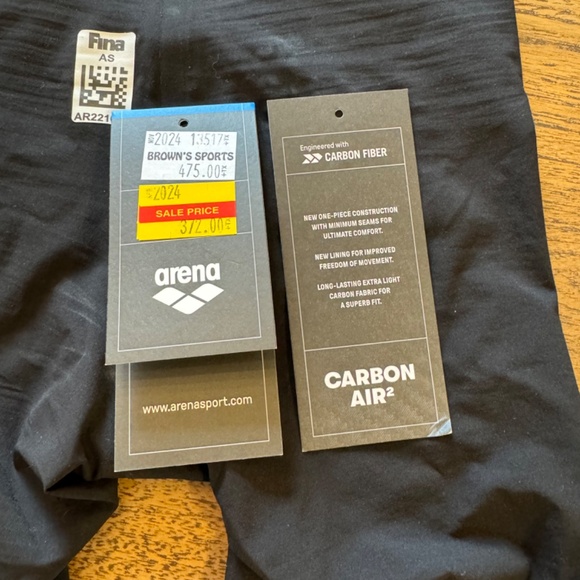 Fina
AS
2024 13517
BROWN'S SPORTS
475.00
2024
SALE PRICE
372.00
arena
www.arenasport.com
Engineered with
CARBON FIBER
NEW ONE-PIECE CONSTRUCTION
WITH MINIMUM SEAMS FOR
ULTIMATE COMFORT.
NEW LINING FOR IMPROVED
FREEDOM OF MOVEMENT.
LONG-LASTING EXTRA LIGHT
CARBON FABRIC FOR
A SUPERB FIT.
CARBON
AIR²